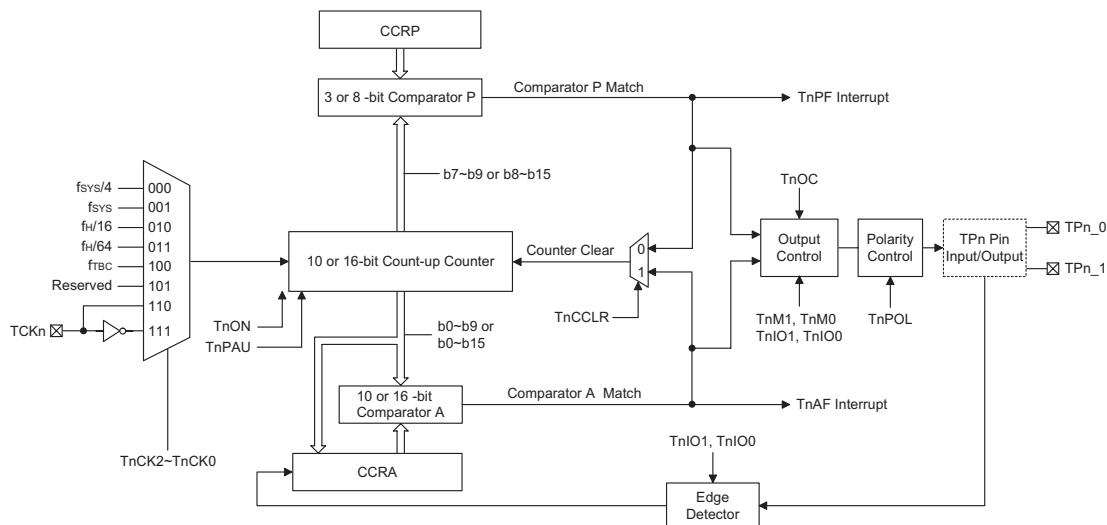 CCRP
3 or 8 -bit Comparator P
Comparator P Match
TnPF Interrupt
b7~b9 or b8~b15
fSYS/4
000
fSYS
001
fH/16
010
fH/64
011
fTBC
100
Reserved
101
110
TCKn
111
TnCK2~TnCK0
10 or 16-bit Count-up Counter
TnON
TnPAU
Counter Clear
0
1
TnCCLR
TnOC
Output
Control
TnM1, TnM0
TnIO1, TnIO0
Polarity
Control
TnPOL
TPn Pin
Input/Output
TPn_0
TPn_1
b0~b9 or
b0~b15
10 or 16 -bit
Comparator A
Comparator A Match
TnAF Interrupt
CCRA
TnIO1, TnIO0
Edge
Detector